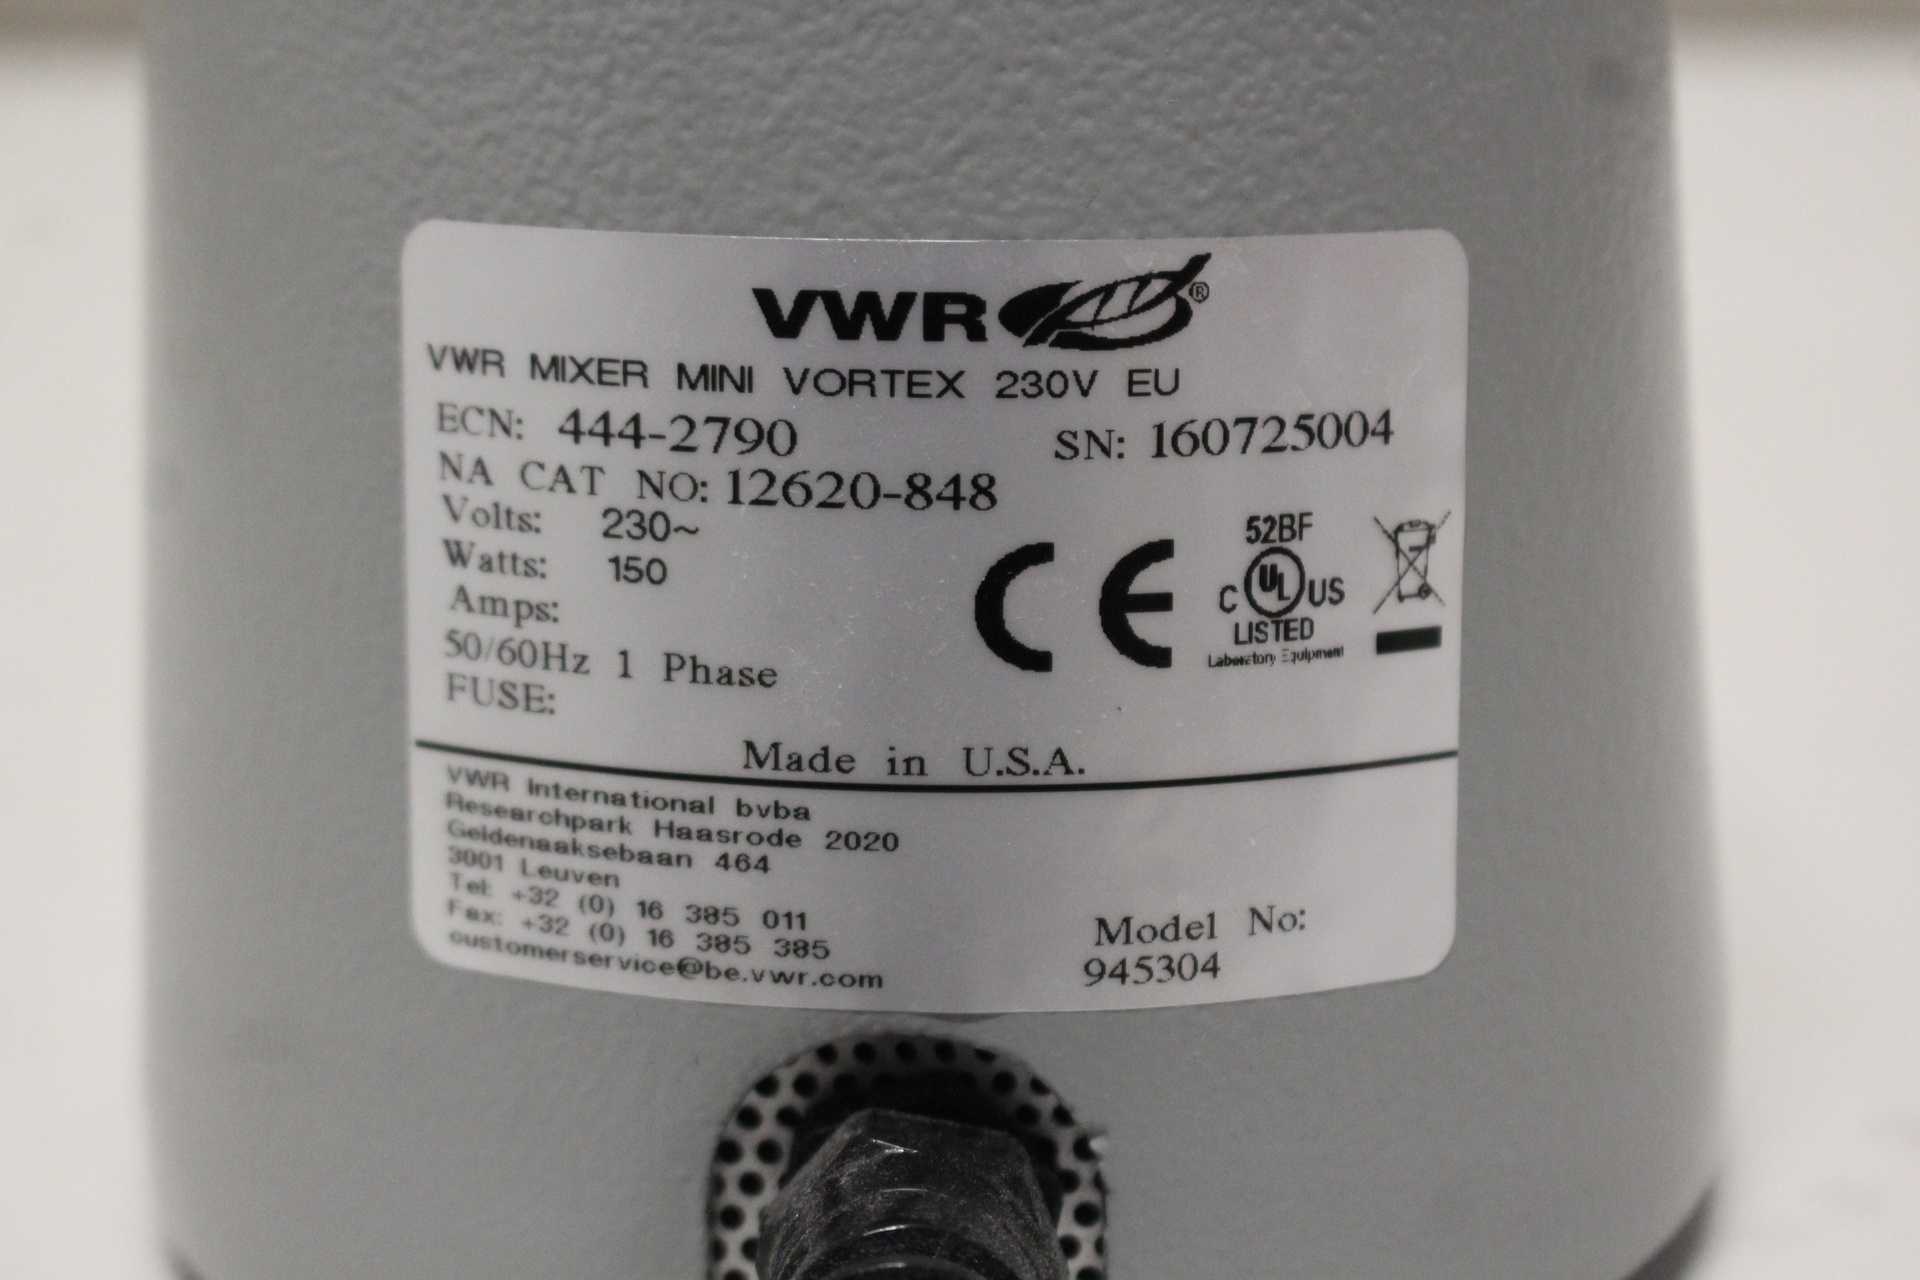 VWR®
VWR MIXER MINI VORTEX 230V EU
ECN: 444-2790 SN: 160725004
NA CAT NO: 12620-848
Volts: 230~
Watts: 150
Amps:
50/60Hz 1 Phase
FUSE:
CE
52BF
C UL US
LISTED
Laboratory Equipment
Made in U.S.A.
VWR International bvba
Researchpark Haasrode 2020
Geldenaaksebaan 464
3001 Leuven
Tel: +32 (0) 16 385 011
Fax: +32 (0) 16 385 385
customerservice@be.vwr.com
Model No:
945304